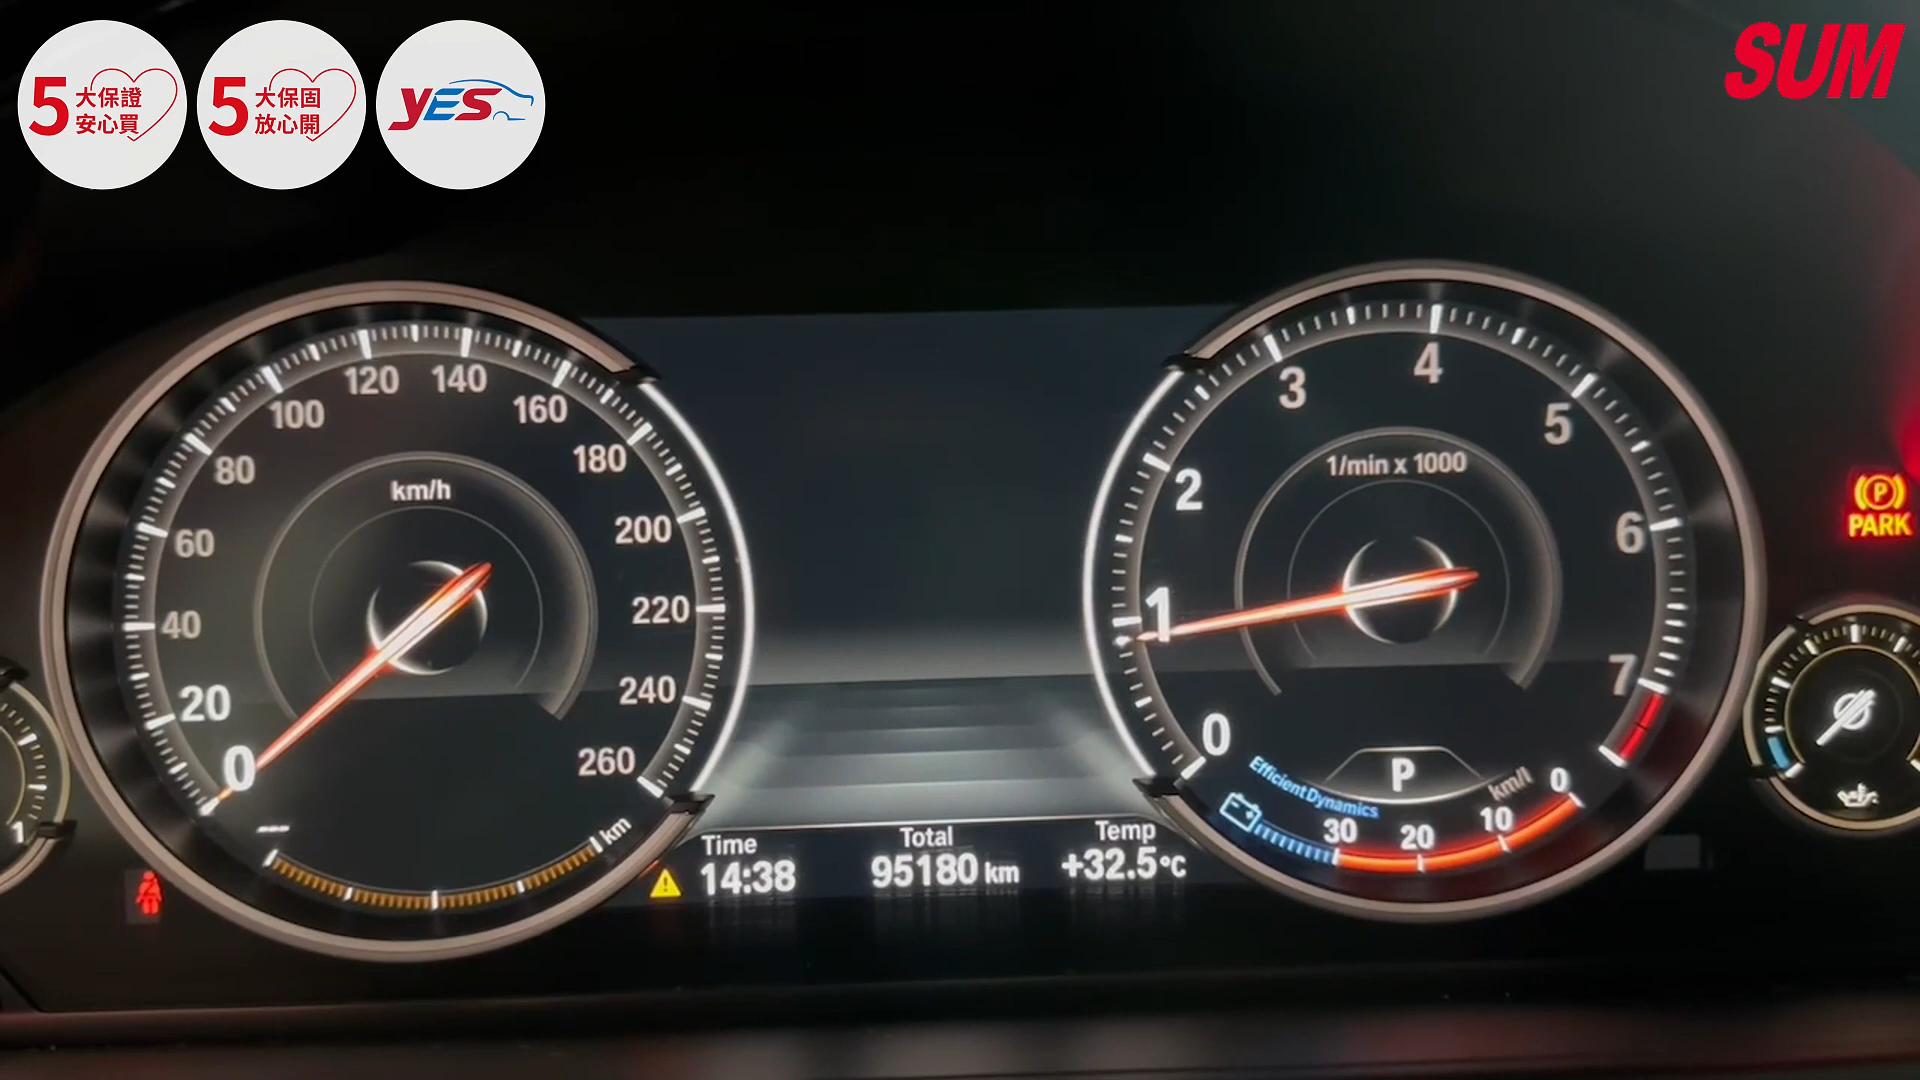 5 大保證
安心買
5 大保固
放心開
YES
SUM
km/h
0
20
40
60
80
100
120
140
160
180
200
220
240
260
---
km
1/min x 1000
0
1
2
3
4
5
6
7
P
EfficientDynamics
km/l
30
20
10
0
Time
14:38
Total
95180 km
Temp
+32.5°C
PARK
1